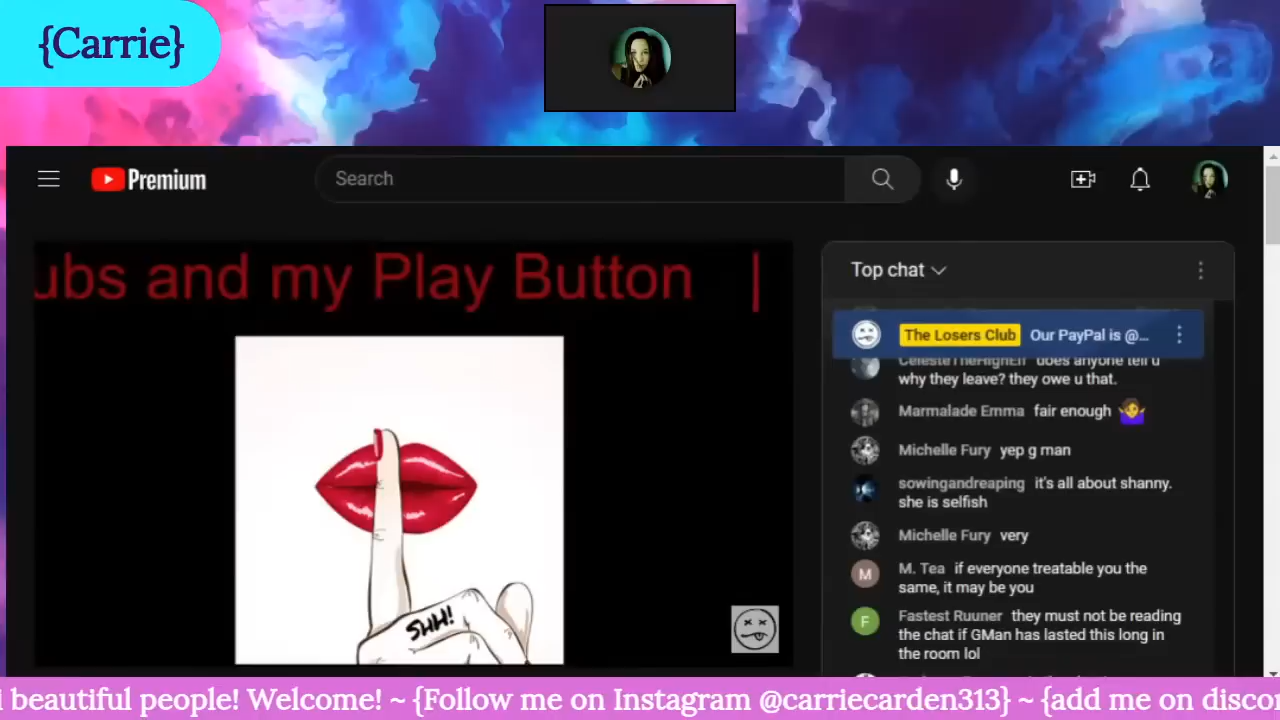 {Carrie}
Premium
Search
ubs and my Play Button |
SHH!
Top chat
The Losers Club Our PayPal is @...
CelesteTheHighElf does anyone tell u
why they leave? they owe u that.
Marmalade Emma fair enough
Michelle Fury yep g man
sowingandreaping it's all about shanny.
she is selfish
Michelle Fury very
M
M. Tea if everyone treatable you the
same, it may be you
F
Fastest Ruuner they must not be reading
the chat if GMan has lasted this long in
the room lol
beautiful people! Welcome! ~ {Follow me on Instagram @carriecarden313} ~ {add me on discor